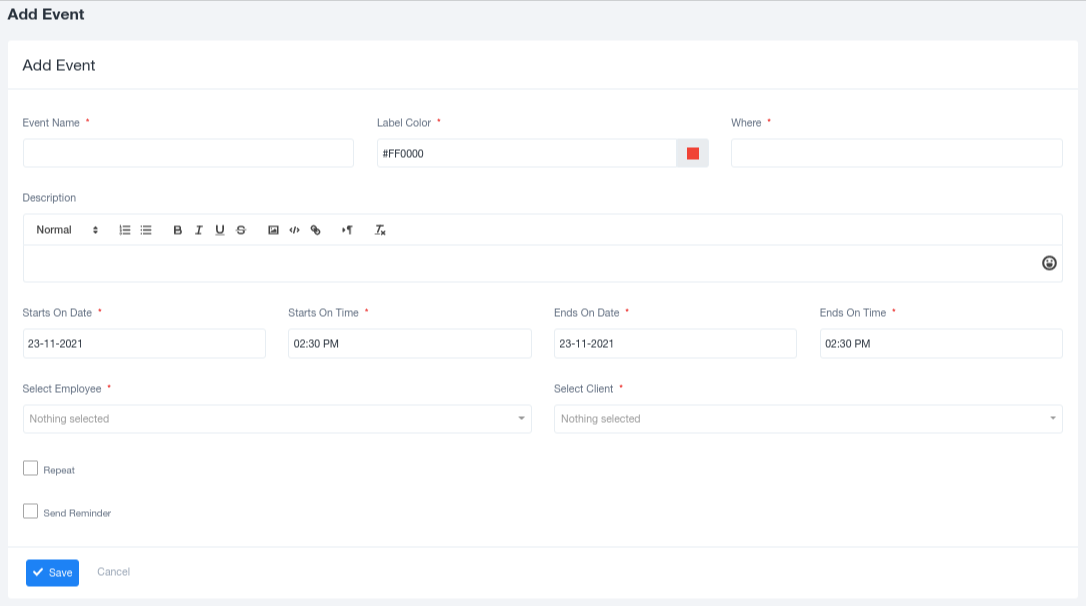 Add Event
Add Event
Event Name * Label Color * Where *
#FF0000
Description
Normal
Starts On Date * Starts On Time * Ends On Date * Ends On Time *
23-11-2021 02:30 PM 23-11-2021 02:30 PM
Select Employee * Select Client *
Nothing selected Nothing selected
Repeat
Send Reminder
Save Cancel